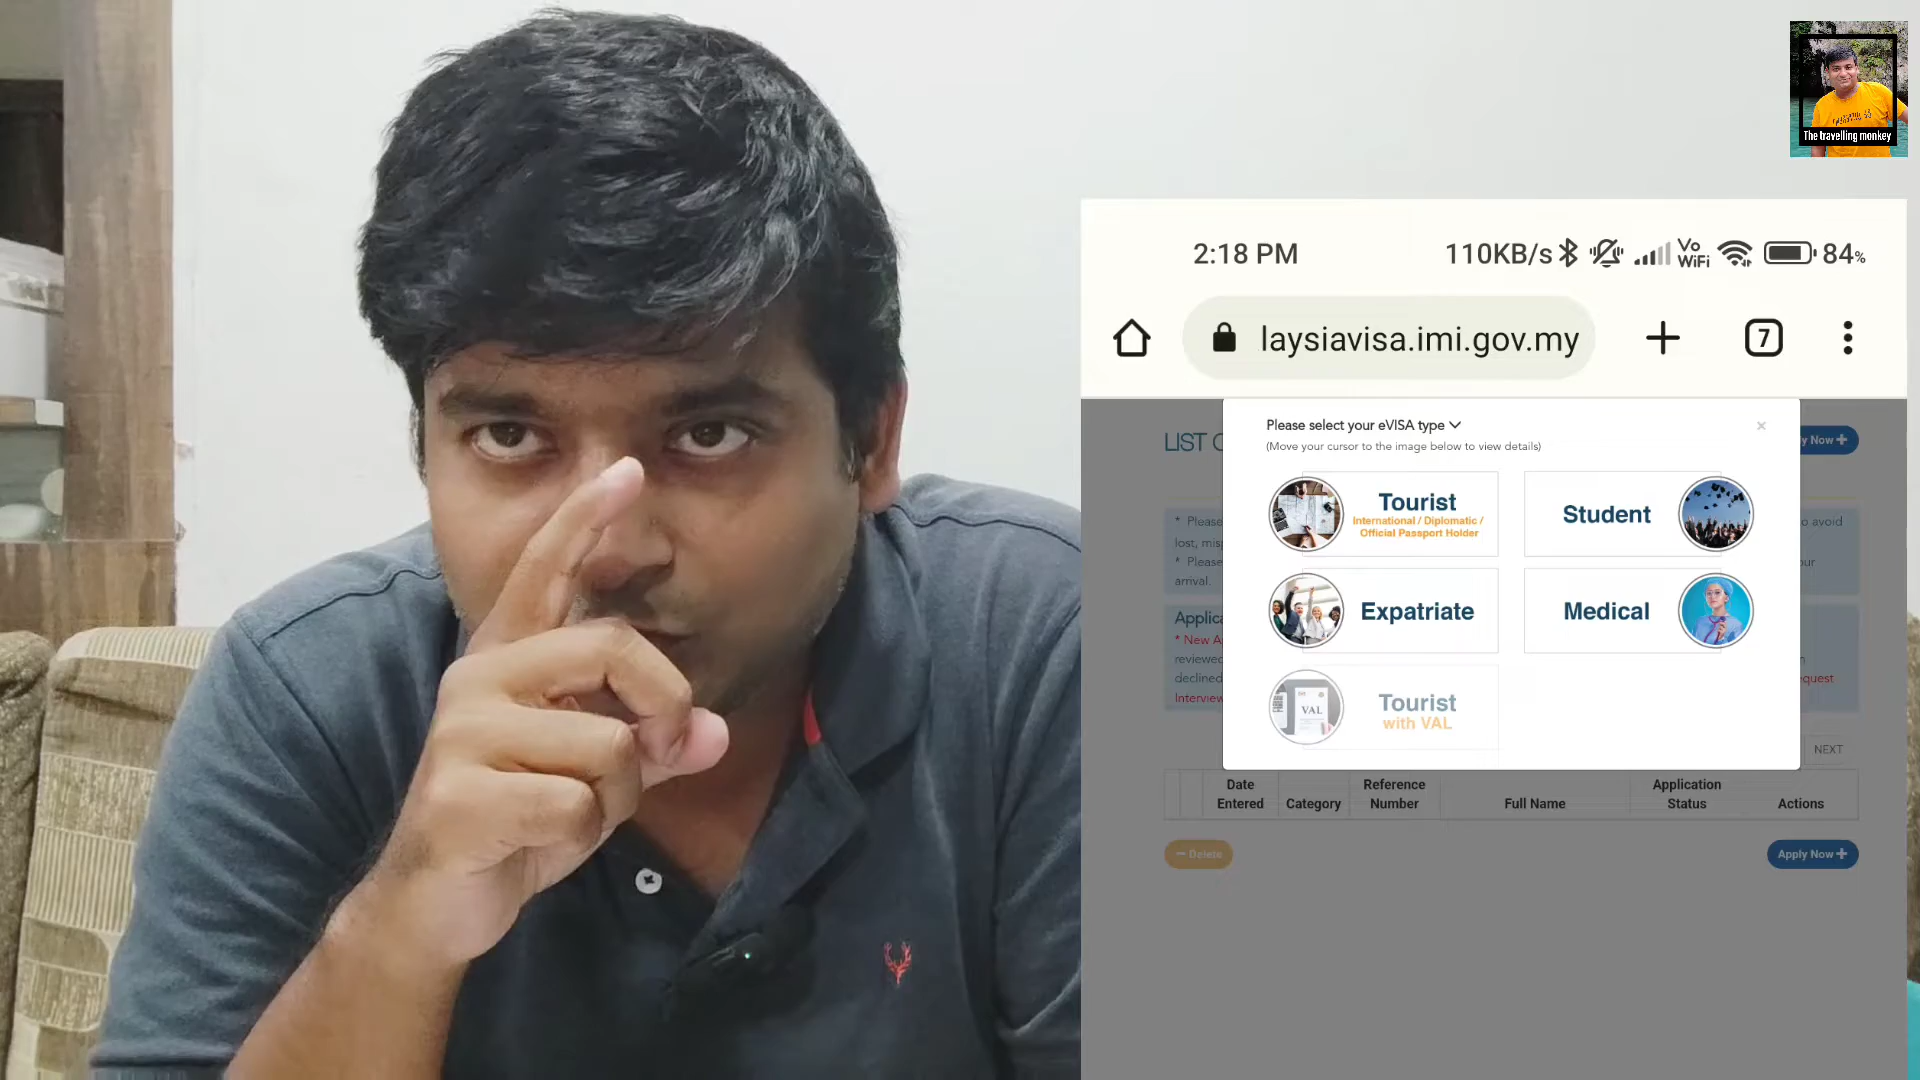 The travelling monkey
2:18 PM
110KB/s
Vo
WiFi
84%
laysiavisa.imi.gov.my
7
Please select your eVISA type
(Move your cursor to the image below to view details)
LIST
Now +
Tourist
International / Diplomatic /
Official Passport Holder
Student
Expatriate
Medical
VAL
Tourist
with VAL
* Please
to avoid
lost,
* Please
arrival.
* New
reviewed
declined
Interview
NEXT
Date
Entered
Category
Reference
Number
Full Name
Application
Status
Actions
− Delete
Apply Now +